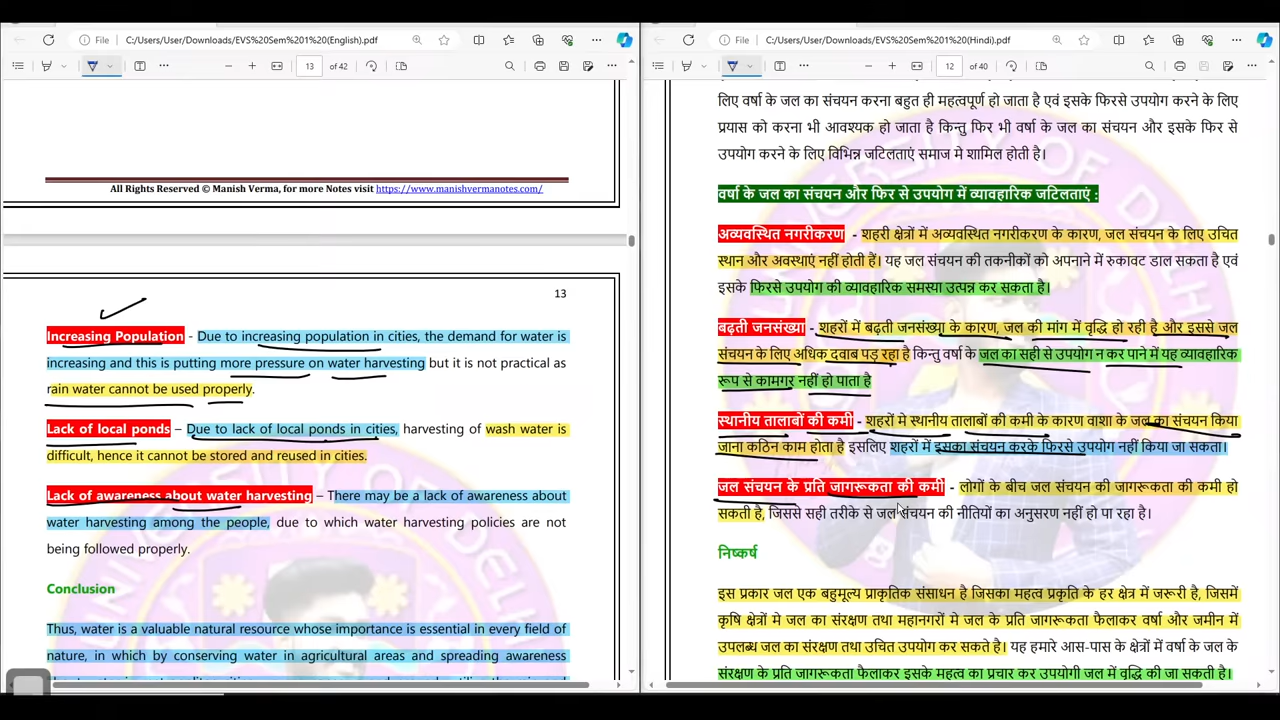 File C:/Users/User/Downloads/EVS%20Sem%201%20(English).pdf
13 of 42
All Rights Reserved © Manish Verma, for more Notes visit https://www.manishvermanotes.com/
13
Increasing Population - Due to increasing population in cities, the demand for water is
increasing and this is putting more pressure on water harvesting but it is not practical as
rain water cannot be used properly.
Lack of local ponds – Due to lack of local ponds in cities, harvesting of wash water is
difficult, hence it cannot be stored and reused in cities.
Lack of awareness about water harvesting – There may be a lack of awareness about
water harvesting among the people, due to which water harvesting policies are not
being followed properly.
Conclusion
Thus, water is a valuable natural resource whose importance is essential in every field of
nature, in which by conserving water in agricultural areas and spreading awareness
File C:/Users/User/Downloads/EVS%20Sem%201%20(Hindi).pdf
12 of 40
लिए वर्षा के जल का संचयन करना बहुत ही महत्वपूर्ण हो जाता है एवं इसके फिरसे उपयोग करने के लिए
प्रयास को करना भी आवश्यक हो जाता है किन्तु फिर भी वर्षा के जल का संचयन और इसके फिर से
उपयोग करने के लिए विभिन्न जटिलताएं समाज मे शामिल होती है।
वर्षा के जल का संचयन और फिर से उपयोग में व्यावहारिक जटिलताएं :
अव्यवस्थित नगरीकरण - शहरी क्षेत्रों में अव्यवस्थित नगरीकरण के कारण, जल संचयन के लिए उचित
स्थान और अवस्थाएं नहीं होती हैं। यह जल संचयन की तकनीकों को अपनाने में रुकावट डाल सकता है एवं
इसके फिरसे उपयोग की व्यावहारिक समस्या उत्पन्न कर सकता है।
बढ़ती जनसंख्या - शहरों में बढ़ती जनसंख्या के कारण, जल की मांग में वृद्धि हो रही है और इससे जल
संचयन के लिए अधिक दवाब पड़ रहा है किन्तु वर्षा के जल का सही से उपयोग न कर पाने में यह व्यावहारिक
रूप से कामगर नहीं हो पाता है
स्थानीय तालाबों की कमी - शहरों मे स्थानीय तालाबों की कमी के कारण वाशा के जल का संचयन किया
जाना कठिन काम होता है इसलिए शहरों में इसका संचयन करके फिरसे उपयोग नहीं किया जा सकता।
जल संचयन के प्रति जागरूकता की कमी - लोगों के बीच जल संचयन की जागरूकता की कमी हो
सकती है, जिससे सही तरीके से जल संचयन की नीतियों का अनुसरण नहीं हो पा रहा है।
निष्कर्ष
इस प्रकार जल एक बहुमूल्य प्राकृतिक संसाधन है जिसका महत्व प्रकृति के हर क्षेत्र में जरूरी है, जिसमें
कृषि क्षेत्रों मे जल का संरक्षण तथा महानगरों मे जल के प्रति जागरूकता फैलाकर वर्षा और जमीन में
उपलब्ध जल का संरक्षण तथा उचित उपयोग कर सकते है। यह हमारे आस-पास के क्षेत्रों में वर्षा के जल के
संरक्षण के प्रति जागरूकता फैलाकर इसके महत्व का प्रचार कर उपयोगी जल में वृद्धि की जा सकती है।